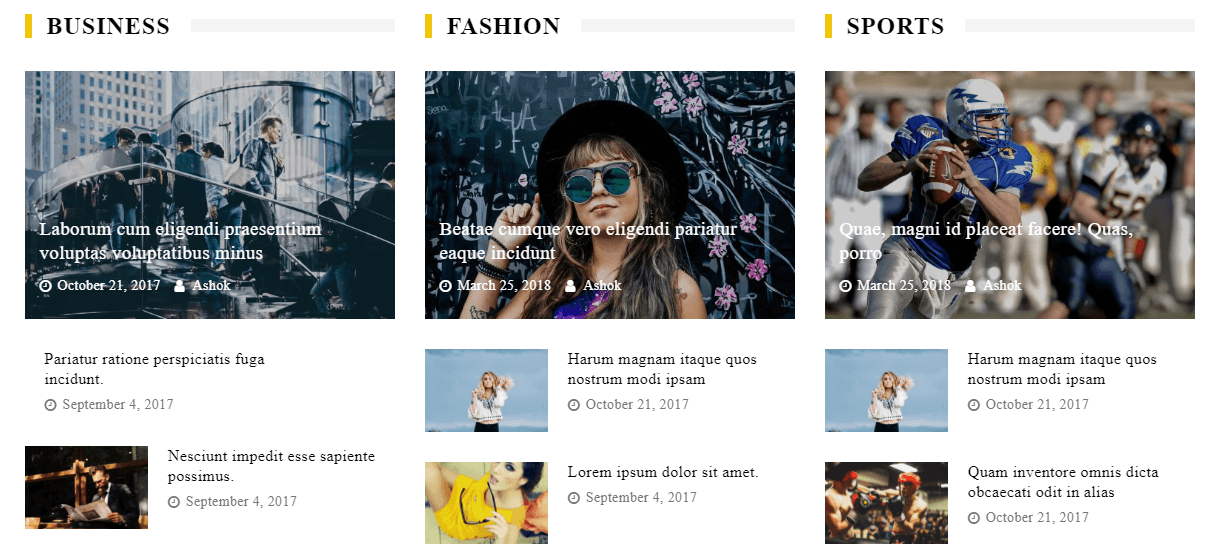 BUSINESS
Laborum cum eligendi praesentium
voluptas voluptatibus minus
October 21, 2017 Ashok
Pariatur ratione perspiciatis fuga
incidunt.
September 4, 2017
Nesciunt impedit esse sapiente
possimus.
September 4, 2017
FASHION
Beatae cumque vero eligendi pariatur
eaque incidunt
March 25, 2018 Ashok
Harum magnam itaque quos
nostrum modi ipsam
October 21, 2017
Lorem ipsum dolor sit amet.
September 4, 2017
SPORTS
Quae, magni id placeat facere! Quas,
porro
March 25, 2018 Ashok
Harum magnam itaque quos
nostrum modi ipsam
October 21, 2017
Quam inventore omnis dicta
obcaecati odit in alias
October 21, 2017